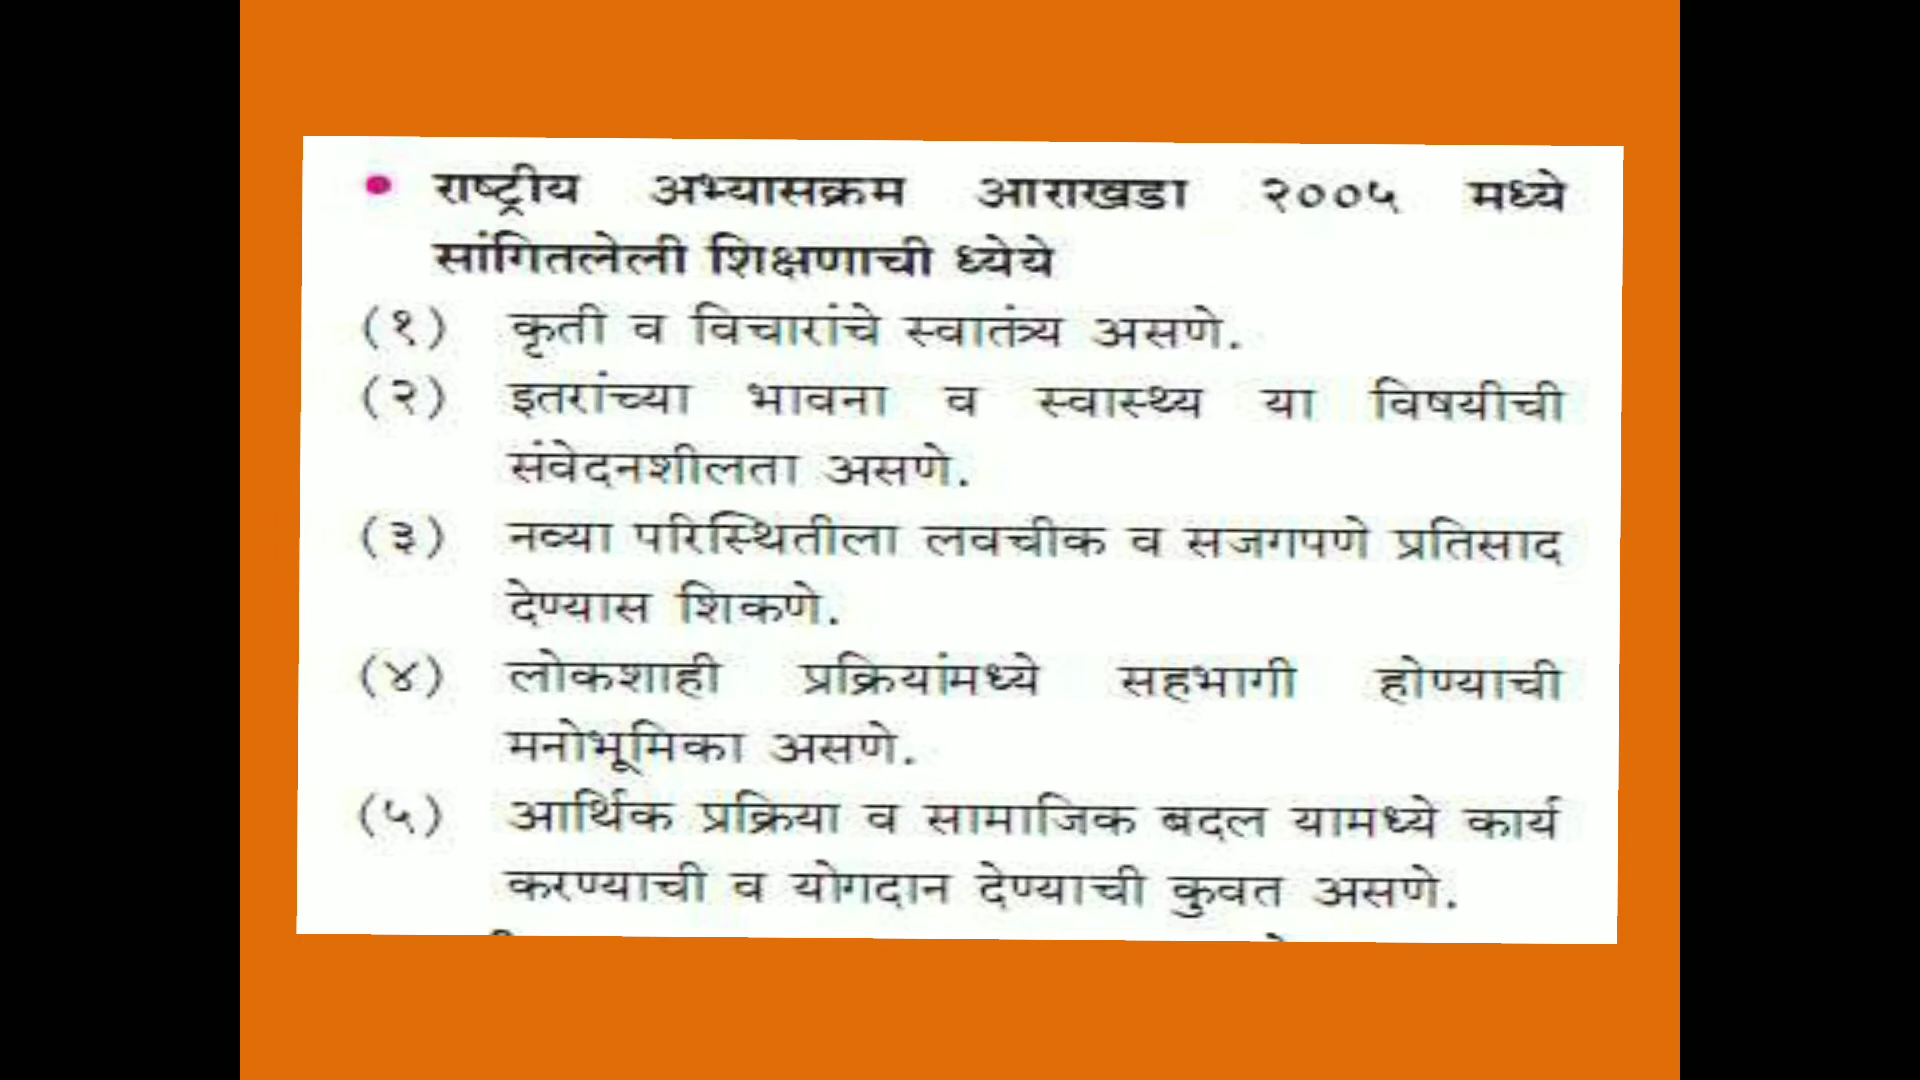 • राष्ट्रीय अभ्यासक्रम आराखडा २००५ मध्ये
सांगितलेली शिक्षणाची ध्येये
(१) कृती व विचारांचे स्वातंत्र्य असणे.
(२) इतरांच्या भावना व स्वास्थ्य या विषयीची
संवेदनशीलता असणे.
(३) नव्या परिस्थितीला लवचीक व सजगपणे प्रतिसाद
देण्यास शिकणे.
(४) लोकशाही प्रक्रियांमध्ये सहभागी होण्याची
मनोभूमिका असणे.
(५) आर्थिक प्रक्रिया व सामाजिक बदल यामध्ये कार्य
करण्याची व योगदान देण्याची कुवत असणे.